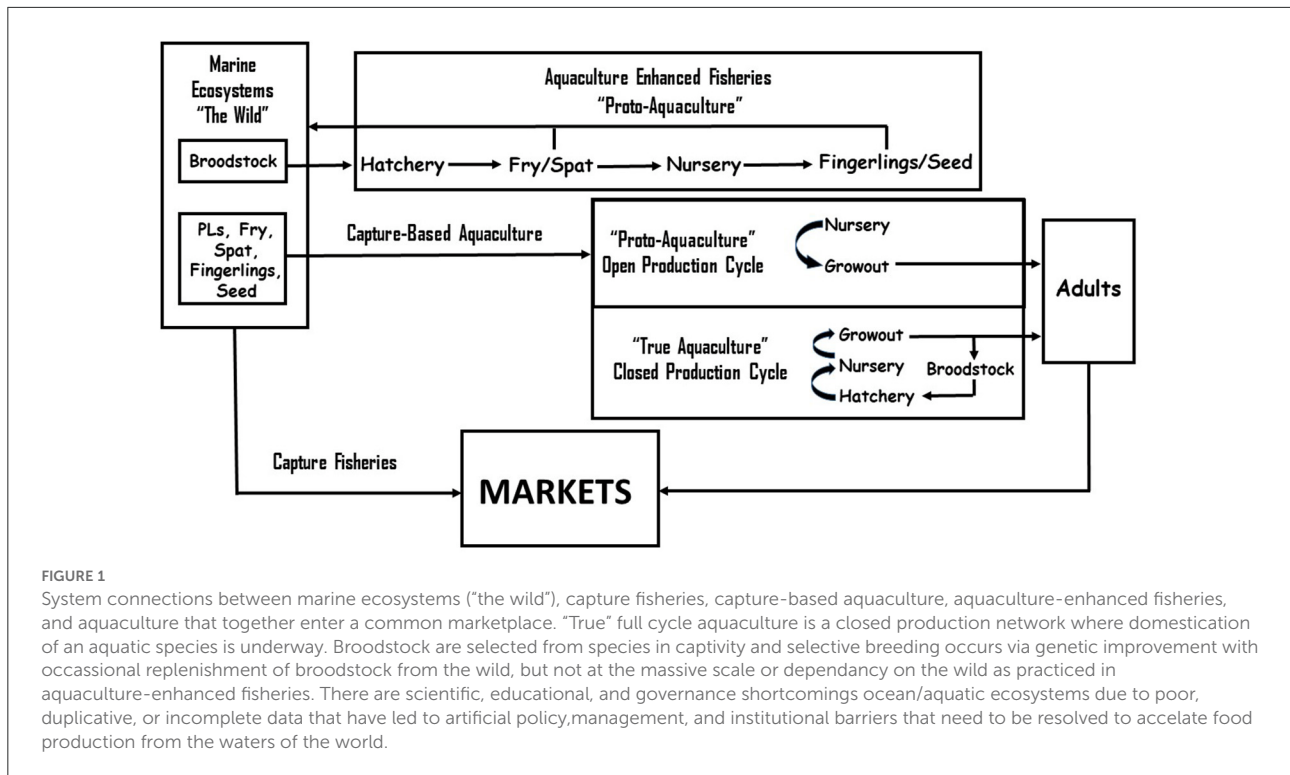 Marine
Ecosystems
"The Wild"
Broodstock
PLs, Fry,
Spat,
Fingerlings,
Seed
Aquaculture Enhanced Fisheries
"Proto-Aquaculture"
Hatchery
Fry/Spat
Nursery
Fingerlings/Seed
Capture-Based Aquaculture
"Proto-Aquaculture"
Open Production Cycle
Nursery
Growout
"True Aquaculture"
Closed Production Cycle
Growout
Nursery
Hatchery
Broodstock
Adults
Capture Fisheries
MARKETS
FIGURE 1
System connections between marine ecosystems (“the wild”), capture fisheries, capture-based aquaculture, aquaculture-enhanced fisheries,
and aquaculture that together enter a common marketplace. “True” full cycle aquaculture is a closed production network where domestication
of an aquatic species is underway. Broodstock are selected from species in captivity and selective breeding occurs via genetic improvement with
occassional replenishment of broodstock from the wild, but not at the massive scale or dependancy on the wild as practiced in
aquaculture-enhanced fisheries. There are scientific, educational, and governance shortcomings ocean/aquatic ecosystems due to poor,
duplicative, or incomplete data that have led to artificial policy,management, and institutional barriers that need to be resolved to accelate food
production from the waters of the world.